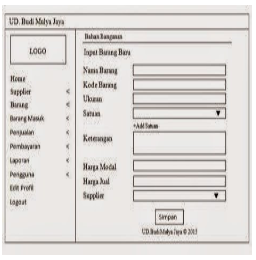 UD. Budi Mulya Jaya
LOGO
Home
Supplier <
Barang <
Barang Masuk <
Penjualan <
Pembayaran <
Laporan <
Pengguna <
Edit Profil
Logout
Bahan Bangunan
Input Barang Baru
Nama Barang
Kode Barang
Ukuran
Satuan
+Add Satuan
Keterangan
Harga Modal
Harga Jual
Supplier
Simpan
UD.Budi Mulya Jaya © 2015